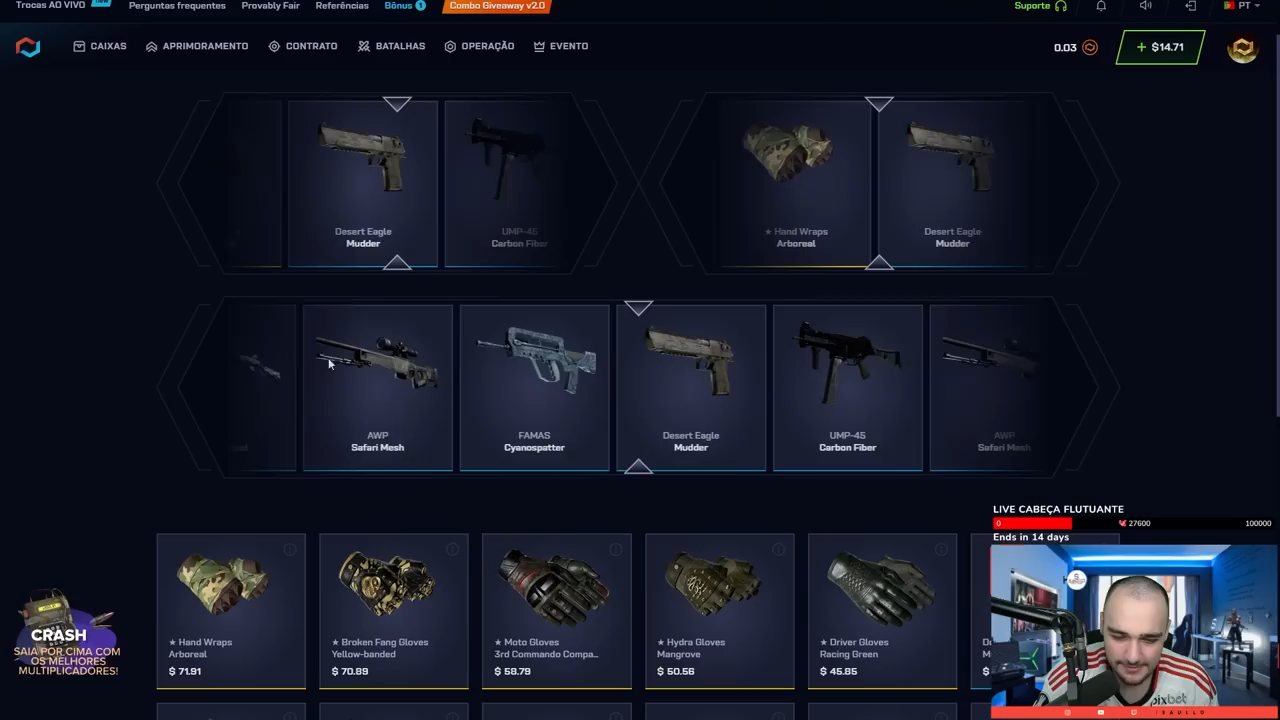 Trocas AO VIVO
Perguntas frequentes
Provably Fair
Referências
Bônus 1
Combo Giveaway v2.0
Suporte
PT
CAIXAS
APRIMORAMENTO
CONTRATO
BATALHAS
OPERAÇÃO
EVENTO
0.03
+ $14.71
Desert Eagle
Mudder
UMP-45
Carbon Fiber
★ Hand Wraps
Arboreal
Desert Eagle
Mudder
AWP
Safari Mesh
FAMAS
Cyanospatter
Desert Eagle
Mudder
UMP-45
Carbon Fiber
AWP
Safari Mesh
★ Hand Wraps
Arboreal
$ 71.91
★ Broken Fang Gloves
Yellow-banded
$ 70.89
★ Moto Gloves
3rd Commando Compa...
$ 58.79
★ Hydra Gloves
Mangrove
$ 50.56
★ Driver Gloves
Racing Green
$ 45.85
LIVE CABEÇA FLUTUANTE
0
27600
100000
Ends in 14 days
CRASH
SAIA POR CIMA COM
OS MELHORES
MULTIPLICADORES!
pixbet